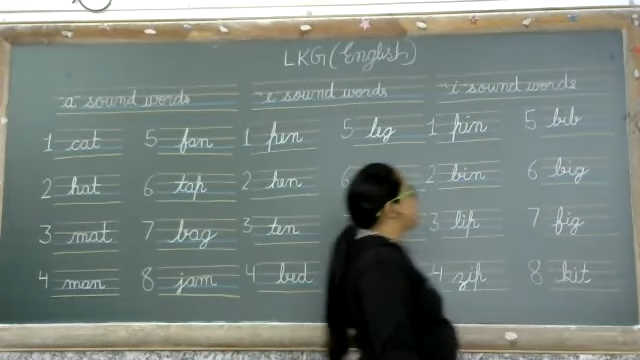 LKG (English)
"a" sound words
1 cat 5 fan
2 hat 6 tap
3 mat 7 bag
4 man 8 jam
"e" sound words
1 pen 5 leg
2 hen 6
3 ten
4 bed
"i" sound words
1 pin 5 bib
2 bin 6 big
3 lip 7 fig
4 zip 8 kit